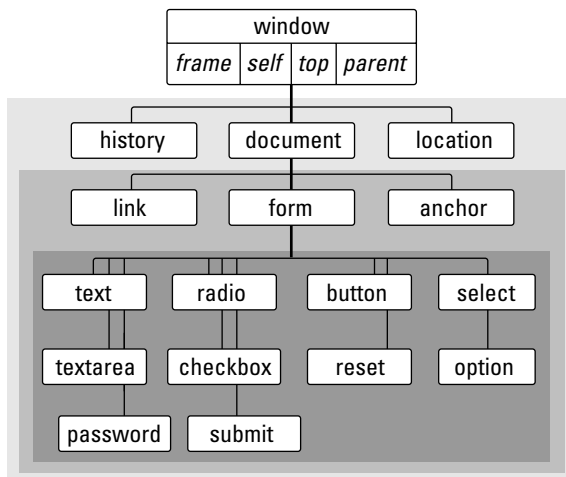 window
frame self top parent
history document location
link form anchor
text radio button select
textarea checkbox reset option
password submit